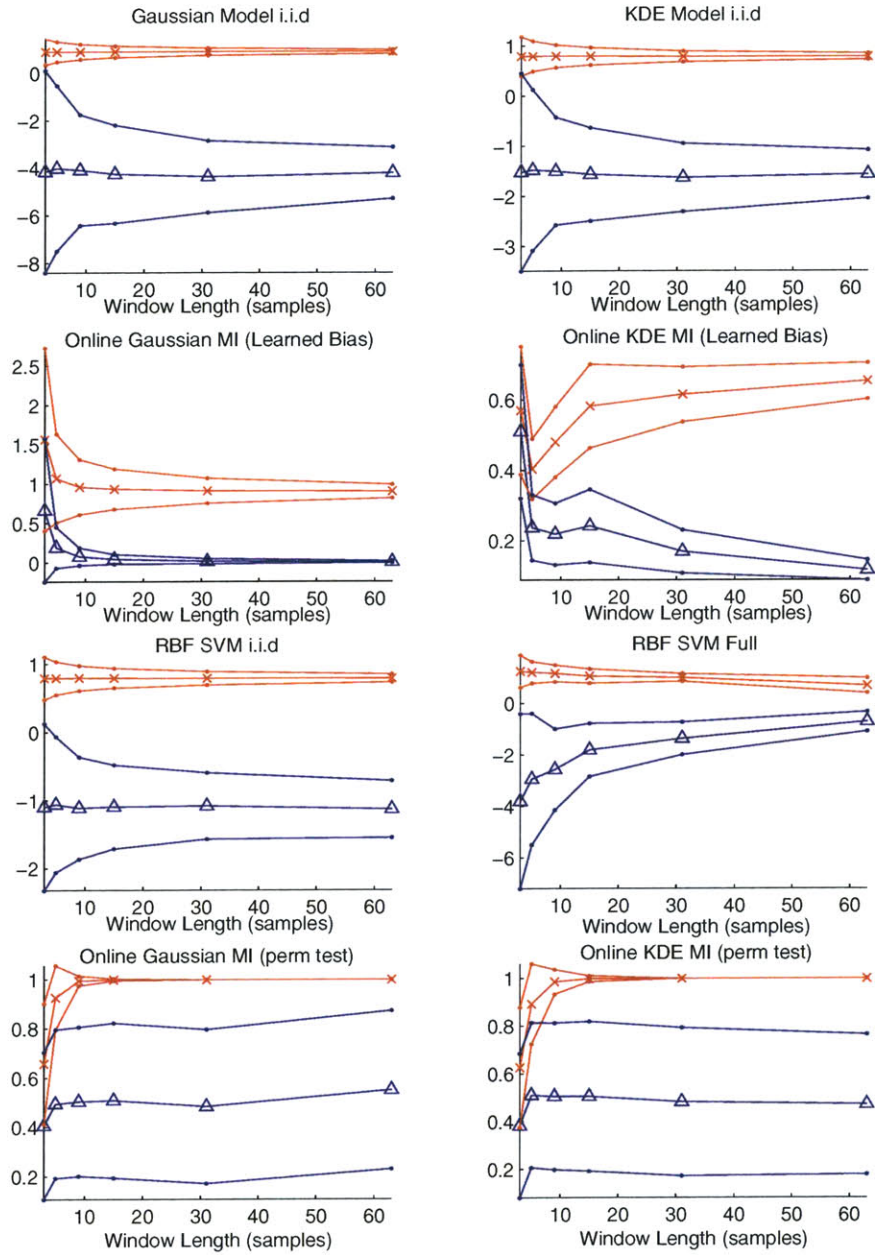 Gaussian Model i.i.d
0
−2
−4
−6
−8
10 20 30 40 50 60
Window Length (samples)
KDE Model i.i.d
1
0
−1
−2
−3
10 20 30 40 50 60
Window Length (samples)
Online Gaussian MI (Learned Bias)
2.5
2
1.5
1
0.5
0
10 20 30 40 50 60
Window Length (samples)
Online KDE MI (Learned Bias)
0.6
0.4
0.2
10 20 30 40 50 60
Window Length (samples)
RBF SVM i.i.d
1
0
−1
−2
10 20 30 40 50 60
Window Length (samples)
RBF SVM Full
0
−2
−4
−6
10 20 30 40 50 60
Window Length (samples)
Online Gaussian MI (perm test)
1
0.8
0.6
0.4
0.2
10 20 30 40 50 60
Window Length (samples)
Online KDE MI (perm test)
1
0.8
0.6
0.4
0.2
10 20 30 40 50 60
Window Length (samples)